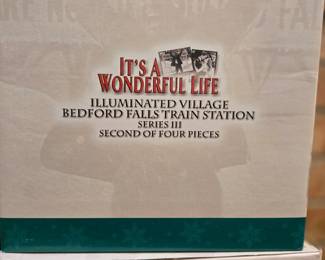 IT'S A
WONDERFUL LIFE
ILLUMINATED VILLAGE
BEDFORD FALLS TRAIN STATION
SERIES III
SECOND OF FOUR PIECES